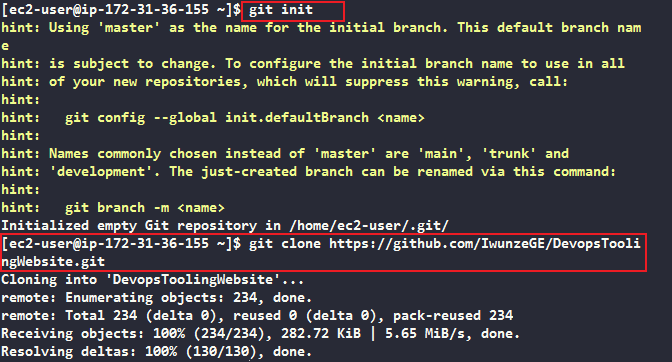 [ec2-user@ip-172-31-36-155 ~]$ git init
hint: Using 'master' as the name for the initial branch. This default branch nam
e
hint: is subject to change. To configure the initial branch name to use in all
hint: of your new repositories, which will suppress this warning, call:
hint:
hint:   git config --global init.defaultBranch <name>
hint:
hint: Names commonly chosen instead of 'master' are 'main', 'trunk' and
hint: 'development'. The just-created branch can be renamed via this command:
hint:
hint:   git branch -m <name>
Initialized empty Git repository in /home/ec2-user/.git/
[ec2-user@ip-172-31-36-155 ~]$ git clone https://github.com/IwunzeGE/DevopsTooli
ngWebsite.git
Cloning into 'DevopsToolingWebsite'...
remote: Enumerating objects: 234, done.
remote: Total 234 (delta 0), reused 0 (delta 0), pack-reused 234
Receiving objects: 100% (234/234), 282.72 KiB | 5.65 MiB/s, done.
Resolving deltas: 100% (130/130), done.